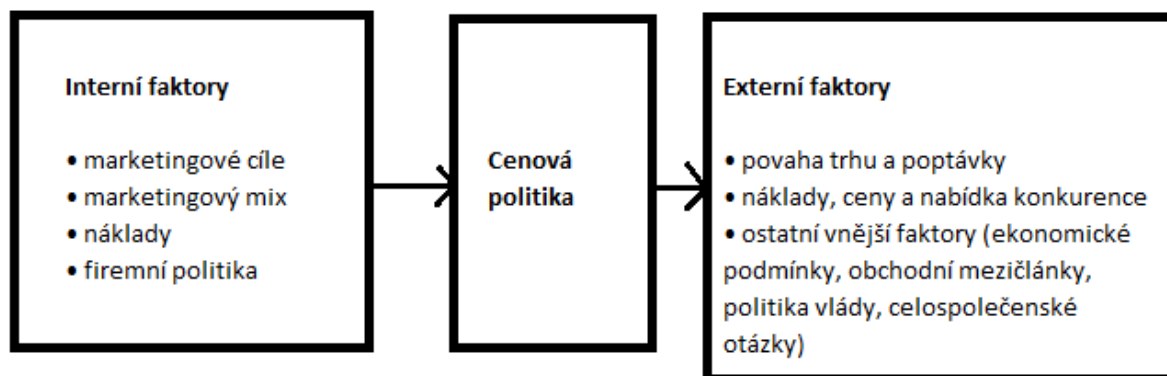 Interní faktory
• marketingové cíle
• marketingový mix
• náklady
• firemní politika
Cenová
politika
Externí faktory
• povaha trhu a poptávky
• náklady, ceny a nabídka konkurence
• ostatní vnější faktory (ekonomické
podmínky, obchodní mezičlánky,
politika vlády, celospolečenské
otázky)